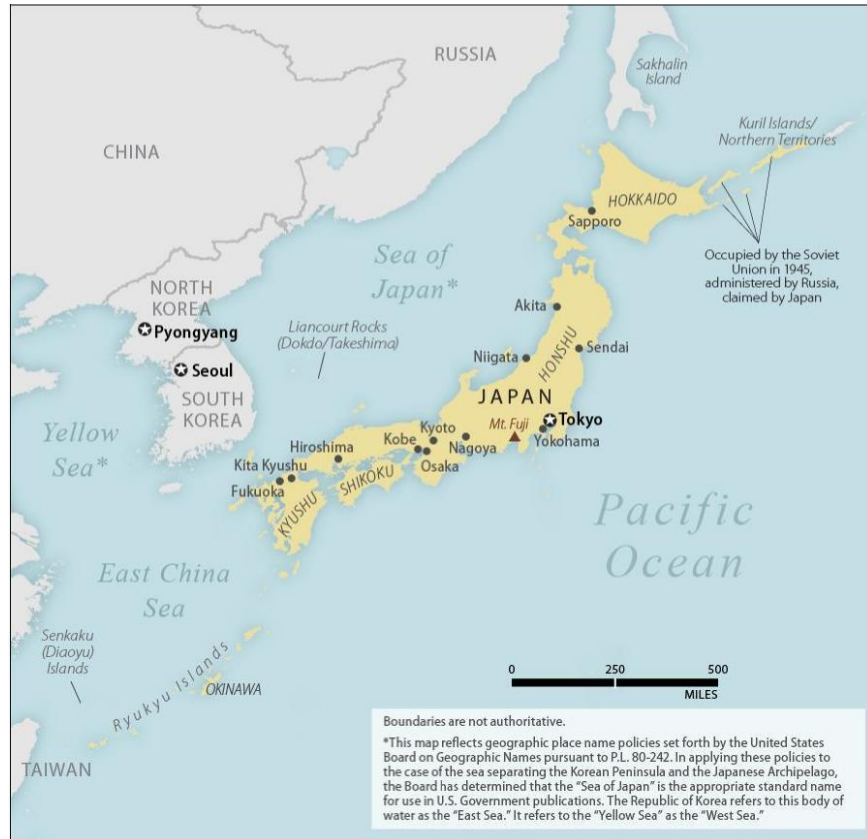 RUSSIA
Sakhalin
Island
CHINA
Kuril Islands/
Northern Territories
HOKKAIDO
Sapporo
Occupied by the Soviet
Union in 1945,
administered by Russia,
claimed by Japan
Sea of
Japan*
NORTH
KOREA
Pyongyang
Liancourt Rocks
(Dokdo/Takeshima)
Akita
Seoul
Niigata
HONSHU
Sendai
SOUTH
KOREA
JAPAN
Mt. Fuji
Tokyo
Yokohama
Yellow
Sea*
Hiroshima
Kobe
Kyoto
Nagoya
Osaka
Kita Kyushu
Fukuoka
KYUSHU
SHIKOKU
Pacific
Ocean
East China
Sea
Senkaku
(Diaoyu)
Islands
Ryukyu Islands
OKINAWA
0 250 500
MILES
TAIWAN
Boundaries are not authoritative.
*This map reflects geographic place name policies set forth by the United States
Board on Geographic Names pursuant to P.L. 80-242. In applying these policies to
the case of the sea separating the Korean Peninsula and the Japanese Archipelago,
the Board has determined that the “Sea of Japan” is the appropriate standard name
for use in U.S. Government publications. The Republic of Korea refers to this body of
water as the “East Sea.” It refers to the “Yellow Sea” as the “West Sea.”